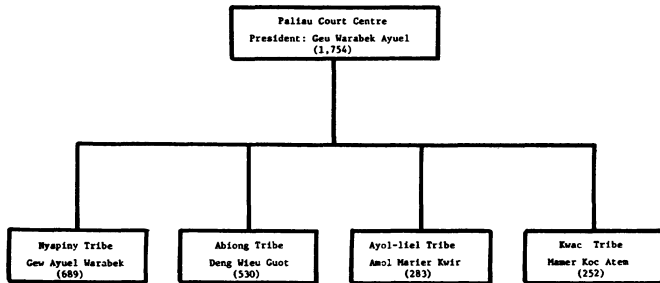 Paliau Court Centre
President: Geu Warabek Ayuel
(1,754)
Nyapiny Tribe
Gew Ayuel Warabek
(689)
Abiong Tribe
Deng Wieu Guot
(530)
Ayol-liel Tribe
Amol Marier Kwir
(283)
Kwac Tribe
Mamer Koc Atem
(252)